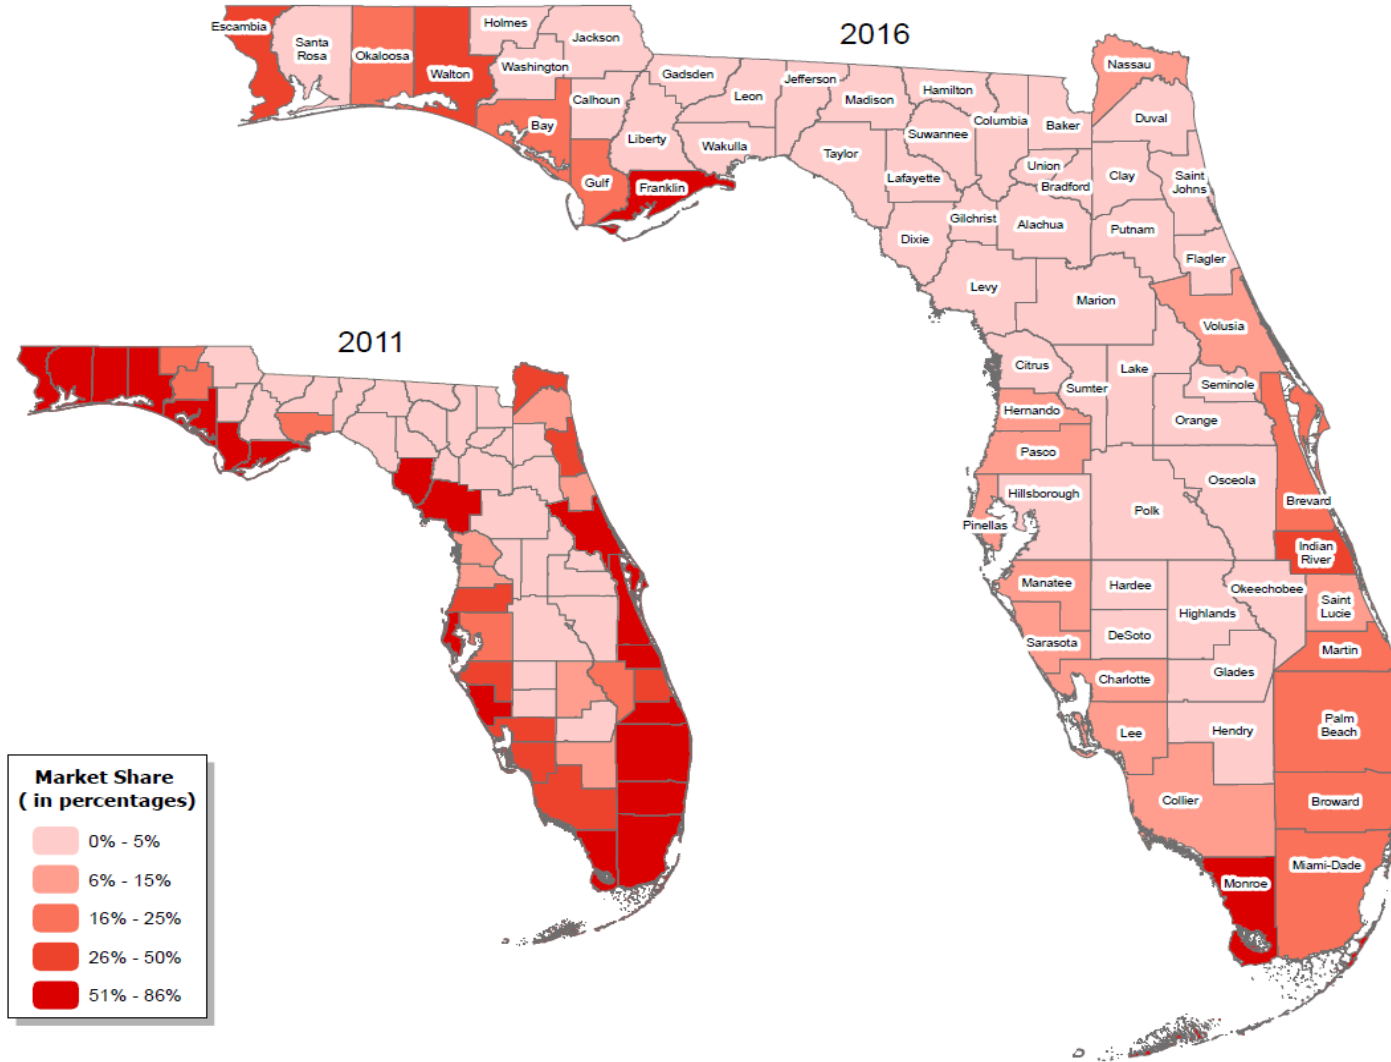 2016
Escambia
Santa
Rosa
Okaloosa
Walton
Holmes
Jackson
Washington
Bay
Calhoun
Gulf
Liberty
Franklin
Gadsden
Leon
Wakulla
Jefferson
Madison
Taylor
Hamilton
Suwannee
Columbia
Lafayette
Dixie
Gilchrist
Baker
Union
Bradford
Nassau
Duval
Clay
Saint
Johns
Alachua
Putnam
Flagler
Levy
Marion
Volusia
Citrus
Sumter
Lake
Seminole
Orange
Hernando
Pasco
Hillsborough
Pinellas
Polk
Osceola
Brevard
Indian
River
Manatee
Hardee
Highlands
Okeechobee
Saint
Lucie
Sarasota
DeSoto
Martin
Charlotte
Glades
Lee
Hendry
Palm
Beach
Collier
Broward
Monroe
Miami-Dade
2011
Market Share
( in percentages)
0% - 5%
6% - 15%
16% - 25%
26% - 50%
51% - 86%